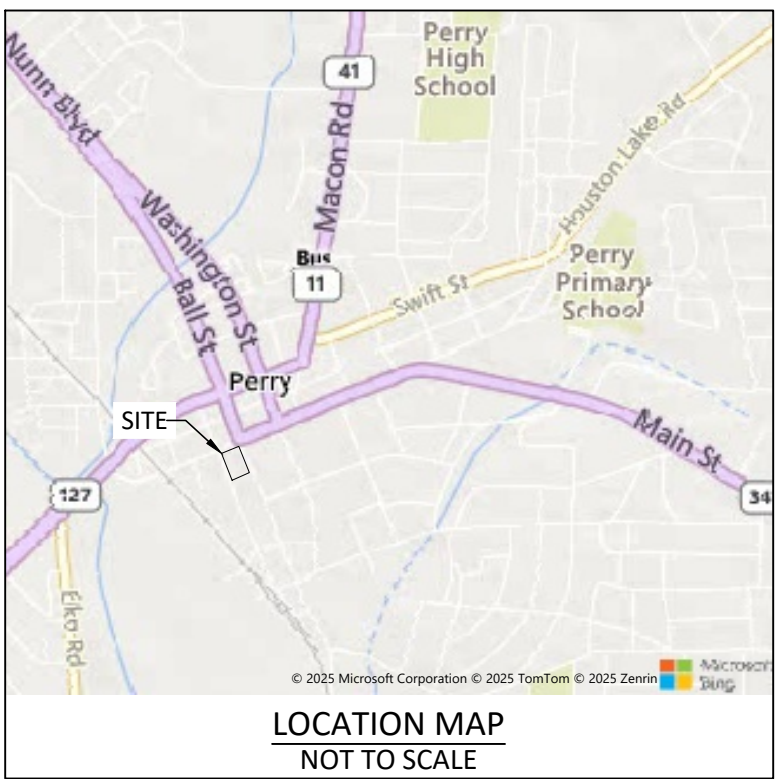 Perry
High
School
41
Nunn Blvd
Macon Rd
Houston Lake Rd
Washington St
Bus
11
Perry
Primary
School
Swift St
Ball St
Perry
SITE
Main St
127
34
Elko Rd
© 2025 Microsoft Corporation © 2025 TomTom © 2025 Zenrin
Microsoft
Bing
LOCATION MAP
NOT TO SCALE